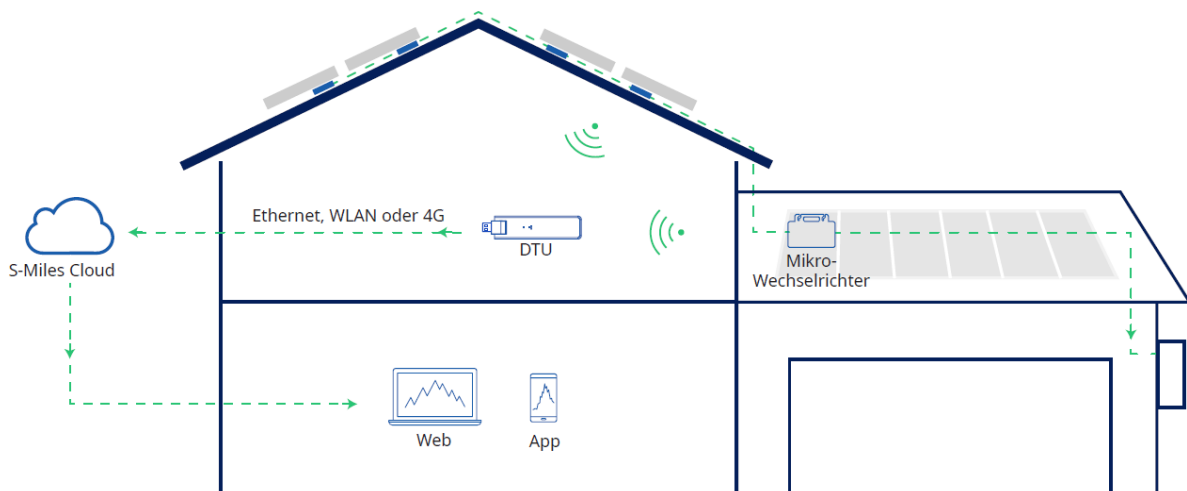 Ethernet, WLAN oder 4G
S-Miles Cloud
DTU
Mikro-
Wechselrichter
Web
App